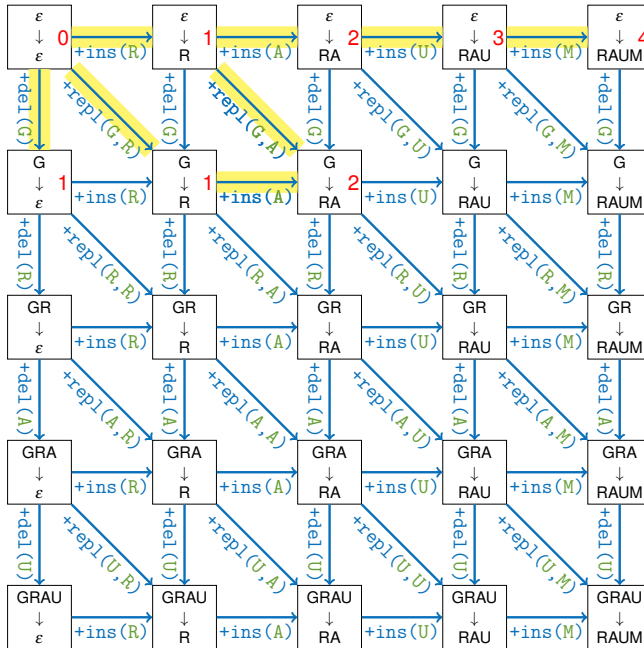 ε ε ε ε ε
↓ 0 ↓ 1 ↓ 2 ↓ 3 ↓ 4
ε +ins(R) R +ins(A) RA +ins(U) RAU +ins(M) RAUM
+del(G) +repl(G,R) +del(G) +repl(G,A) +del(G) +repl(G,U) +del(G) +repl(G,M) +del(G)
G G G G G
↓ 1 ↓ 1 ↓ 2 ↓ ↓
ε +ins(R) R +ins(A) RA +ins(U) RAU +ins(M) RAUM
+del(R) +repl(R,R) +del(R) +repl(R,A) +del(R) +repl(R,U) +del(R) +repl(R,M) +del(R)
GR GR GR GR GR
↓ ↓ ↓ ↓ ↓
ε +ins(R) R +ins(A) RA +ins(U) RAU +ins(M) RAUM
+del(A) +repl(A,R) +del(A) +repl(A,A) +del(A) +repl(A,U) +del(A) +repl(A,M) +del(A)
GRA GRA GRA GRA GRA
↓ ↓ ↓ ↓ ↓
ε +ins(R) R +ins(A) RA +ins(U) RAU +ins(M) RAUM
+del(U) +repl(U,R) +del(U) +repl(U,A) +del(U) +repl(U,U) +del(U) +repl(U,M) +del(U)
GRAU GRAU GRAU GRAU GRAU
↓ ↓ ↓ ↓ ↓
ε +ins(R) R +ins(A) RA +ins(U) RAU +ins(M) RAUM